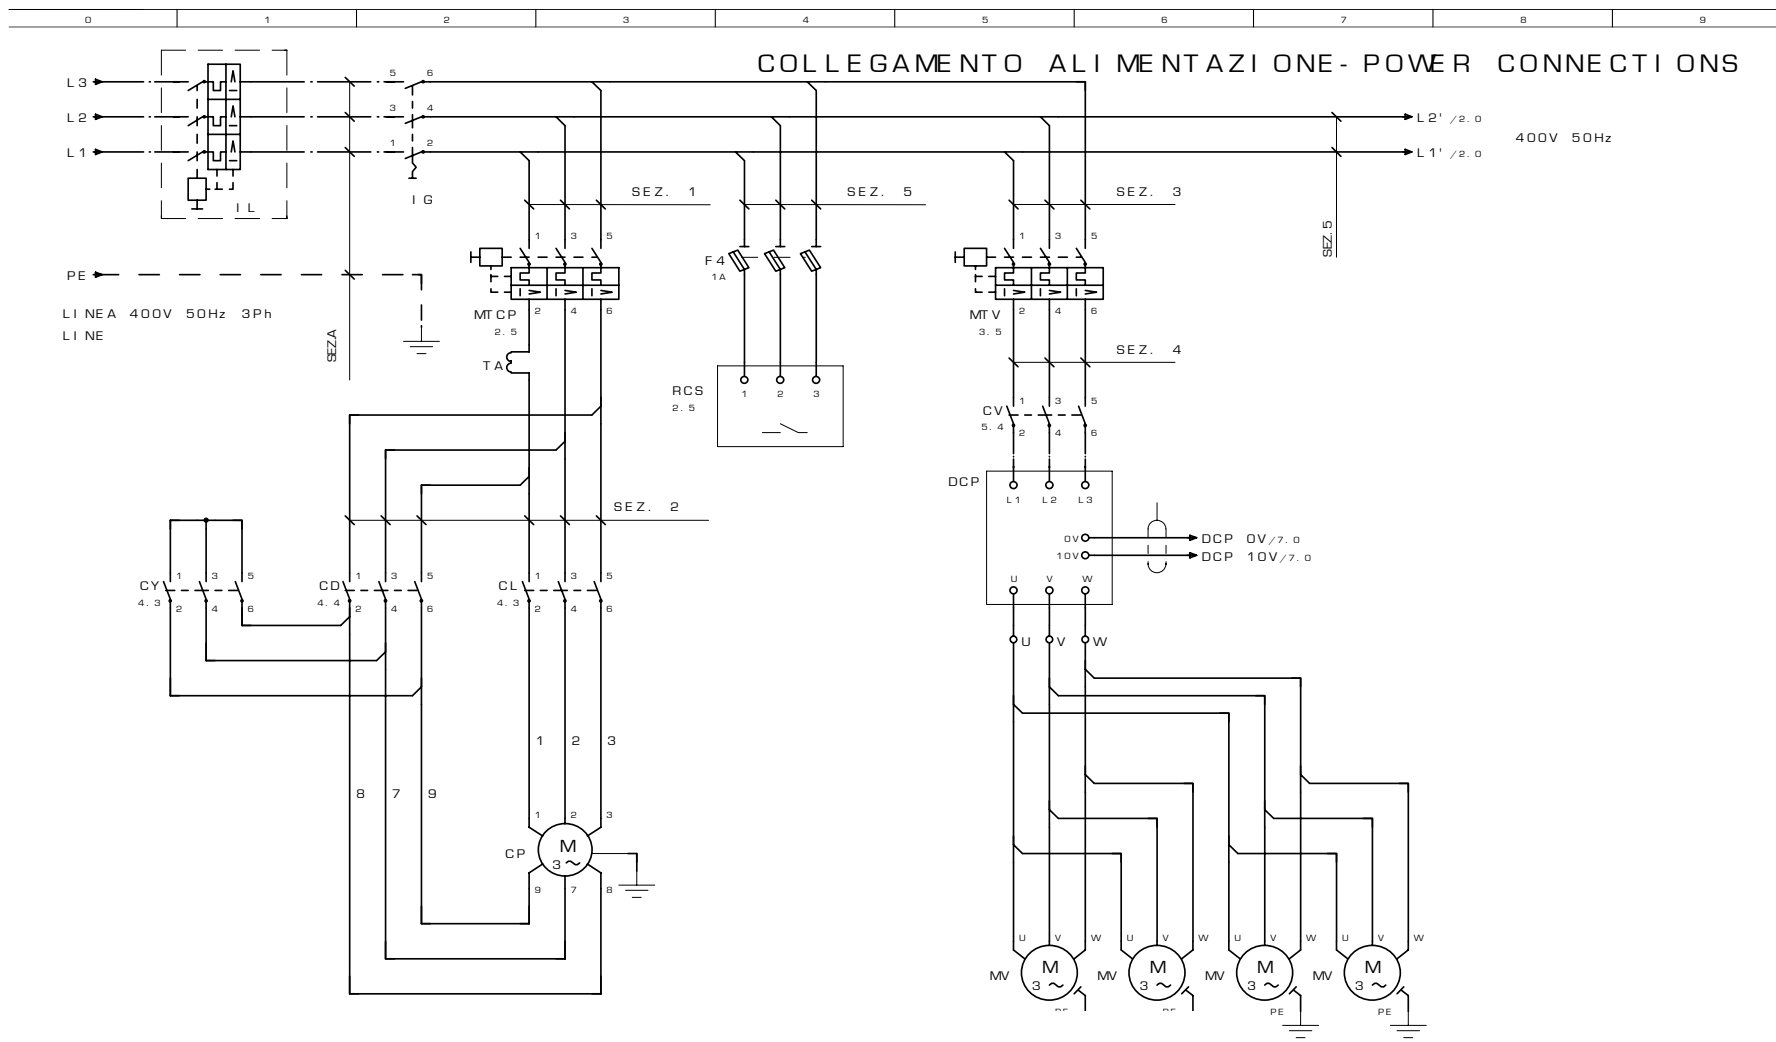 0 1 2 3 4 5 6 7 8 9
COLLEGAMENTO ALIMENTAZIONE- POWER CONNECTIONS
L3 5 6
L2 3 4 L2' /2.0
400V 50Hz
L1 1 2 L1' /2.0
IL IG SEZ. 1 SEZ. 5 SEZ. 3
SEZ.5
1 3 5 1 3 5
PE F4
1A
LINEA 400V 50Hz 3Ph
LINE
SEZ.A
MTCP 2 4 6 MTV 2 4 6
2.5 3.5
TA SEZ. 4
RCS 1 2 3
2.5
CV 1 3 5
5.4 2 4 6
DCP
L1 L2 L3
SEZ. 2
0V DCP 0V/7.0
10V DCP 10V/7.0
1 3 5 1 3 5 1 3 5 U V W
CY CD CL
4.3 2 4 6 4.4 2 4 6 4.3 2 4 6
U V W
1 2 3
8 7 9
1 2 3
CP M
3
9 7 8
U V W U V W U V W U V W
MV M MV M MV M MV M
3 3 3 3
PE PE PE PE